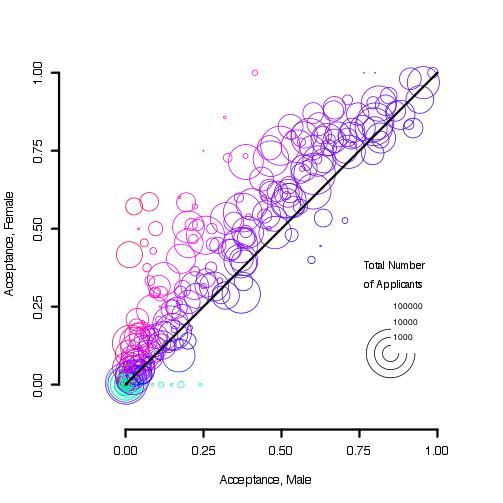 1.00
0.75
0.50
0.25
0.00
Acceptance, Female
Total Number
of Applicants
100000
10000
1000
0.00 0.25 0.50 0.75 1.00
Acceptance, Male